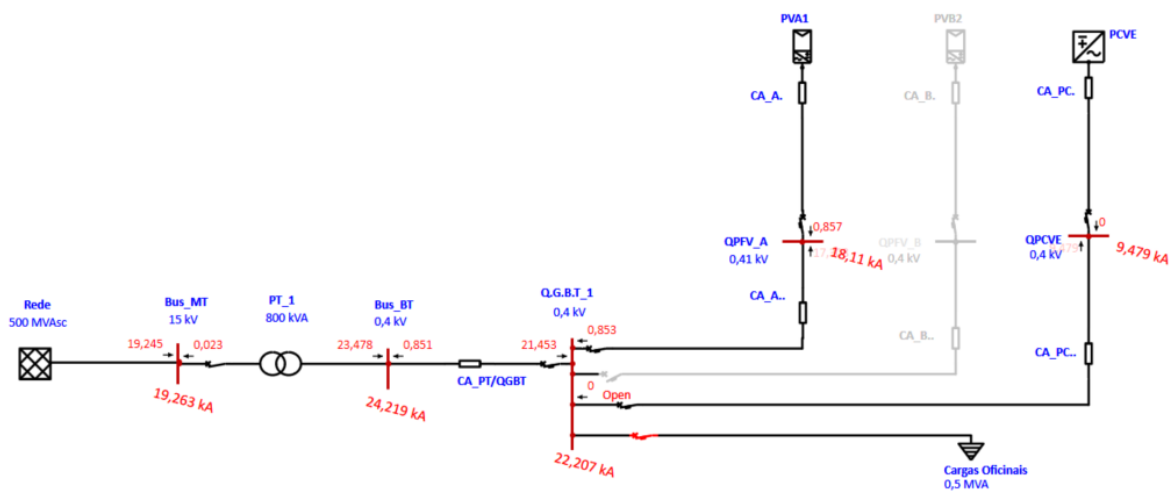 PVA1
PVB2
PCVE
CA_A.
CA_B.
CA_PC..
0,857
0
QPFV_A
0,41 kV
18,11 kA
QPFV_B
0,4 kV
QPCVE
0,4 kV
9,479 kA
Rede
500 MVAsc
Bus_MT
15 kV
PT_1
800 kVA
Bus_BT
0,4 kV
Q.G.B.T_1
0,4 kV
CA_A..
CA_B..
CA_PC..
19,245
0,023
23,478
0,851
21,453
0,853
CA_PT/QGBT
0
Open
19,263 kA
24,219 kA
22,207 kA
Cargas Oficinais
0,5 MVA